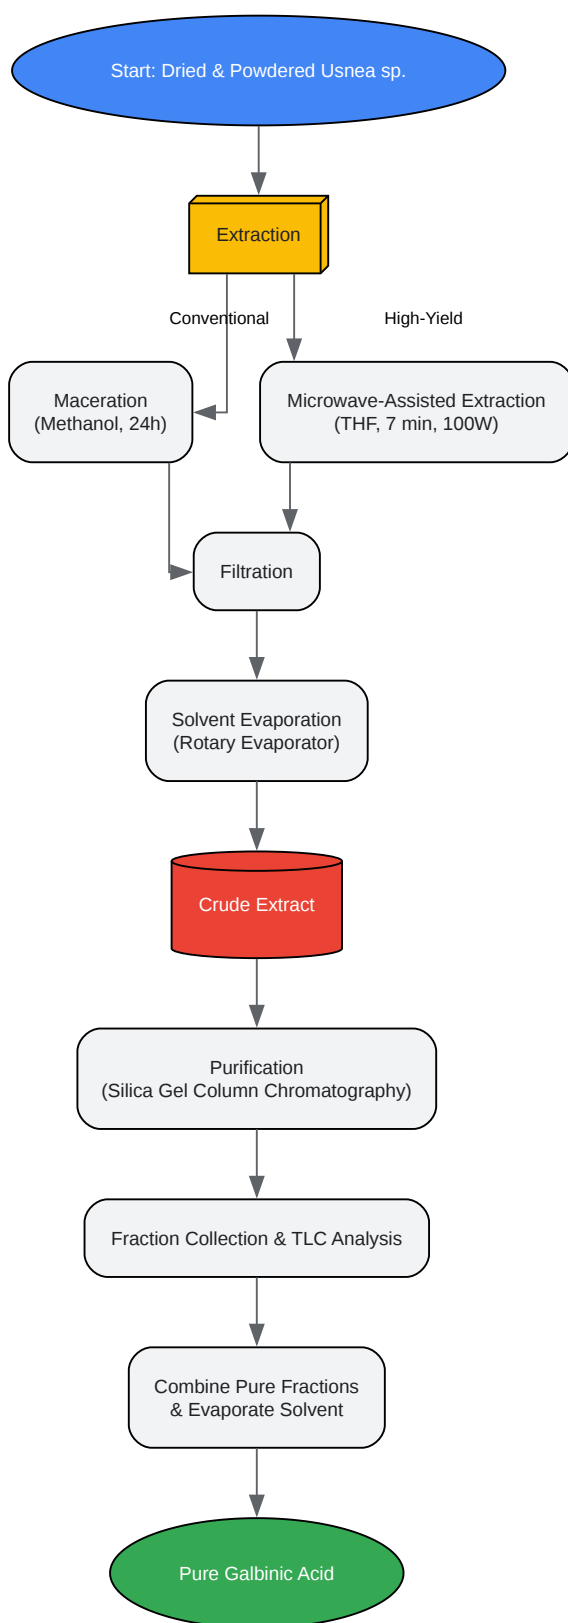 Start: Dried & Powdered Usnea sp.
Extraction
Conventional
High-Yield
Maceration
(Methanol, 24h)
Microwave-Assisted Extraction
(THF, 7 min, 100W)
Filtration
Solvent Evaporation
(Rotary Evaporator)
Crude Extract
Purification
(Silica Gel Column Chromatography)
Fraction Collection & TLC Analysis
Combine Pure Fractions
& Evaporate Solvent
Pure Galbinic Acid